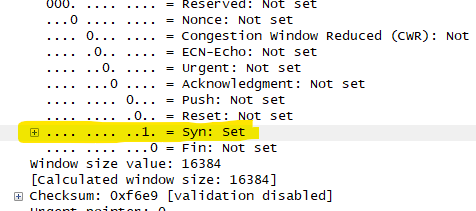 000. .... .... = Reserved: Not set
...0 .... .... = Nonce: Not set
.... 0... .... = Congestion Window Reduced (CWR): Not
.... .0.. .... = ECN-Echo: Not set
.... ..0. .... = Urgent: Not set
.... ...0 .... = Acknowledgment: Not set
.... .... 0... = Push: Not set
.... .... .0.. = Reset: Not set
.... .... ..1. = Syn: Set
.... .... ...0 = Fin: Not set
Window size value: 16384
[Calculated window size: 16384]
Checksum: 0xf6e9 [validation disabled]
Urgent pointer: 0